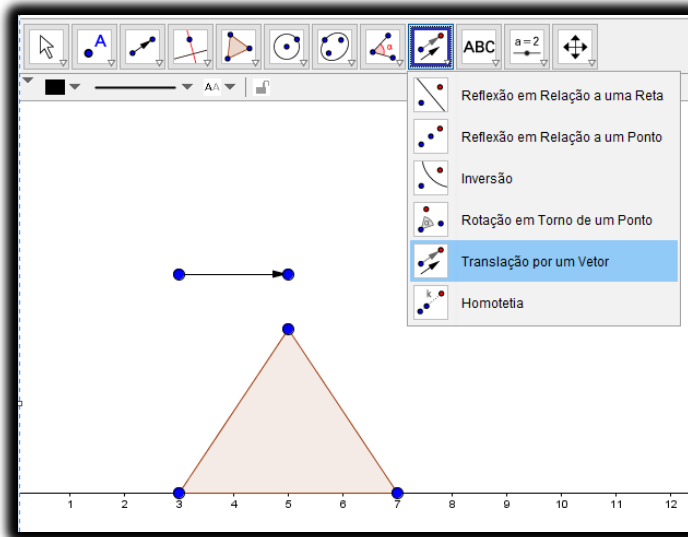 A
α
ABC
a=2
AA
Reflexão em Relação a uma Reta
Reflexão em Relação a um Ponto
Inversão
α
Rotação em Torno de um Ponto
Translação por um Vetor
k
Homotetia
1 2 3 4 5 6 7 8 9 10 11 12